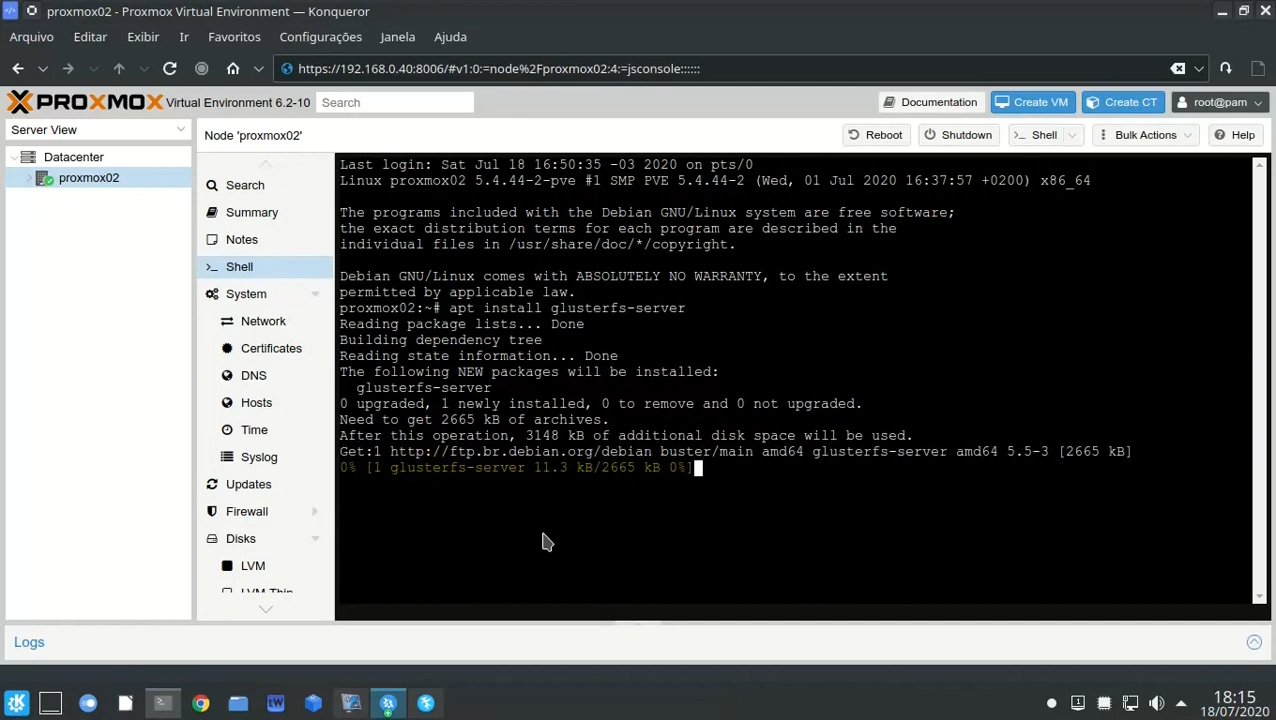 proxmox02 - Proxmox Virtual Environment — Konqueror
Arquivo Editar Exibir Ir Favoritos Configurações Janela Ajuda
https://192.168.0.40:8006/#v1:0:=node%2Fproxmox02:4:=jsconsole::::::
PROXMOX Virtual Environment 6.2-10 Search Documentation Create VM Create CT root@pam
Server View
Node 'proxmox02' Reboot Shutdown Shell Bulk Actions Help
Datacenter
proxmox02
Search
Summary
Notes
Shell
System
Network
Certificates
DNS
Hosts
Time
Syslog
Updates
Firewall
Disks
LVM
LVM-Thin
Last login: Sat Jul 18 16:50:35 -03 2020 on pts/0
Linux proxmox02 5.4.44-2-pve #1 SMP PVE 5.4.44-2 (Wed, 01 Jul 2020 16:37:57 +0200) x86_64
The programs included with the Debian GNU/Linux system are free software;
the exact distribution terms for each program are described in the
individual files in /usr/share/doc/*/copyright.
Debian GNU/Linux comes with ABSOLUTELY NO WARRANTY, to the extent
permitted by applicable law.
proxmox02:~# apt install glusterfs-server
Reading package lists... Done
Building dependency tree
Reading state information... Done
The following NEW packages will be installed:
glusterfs-server
0 upgraded, 1 newly installed, 0 to remove and 0 not upgraded.
Need to get 2665 kB of archives.
After this operation, 3148 kB of additional disk space will be used.
Get:1 http://ftp.br.debian.org/debian buster/main amd64 glusterfs-server amd64 5.5-3 [2665 kB]
0% [1 glusterfs-server 11.3 kB/2665 kB 0%]
Logs
18:15
18/07/2020